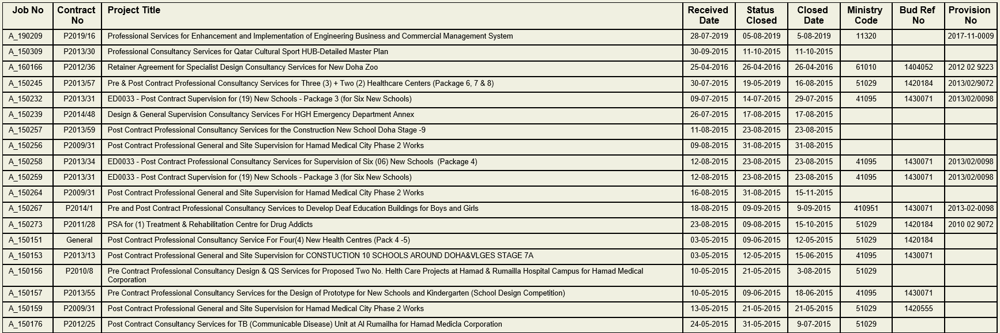 Job No Contract No Project Title Received Date Status Closed Closed Date Ministry Code Bud Ref No Provision No
A_190209 P2019/16 Professional Services for Enhancement and Implementation of Engineering Business and Commercial Management System 28-07-2019 05-08-2019 5-08-2019 11320 2017-11-0009
A_150309 P2013/30 Professional Consultancy Services for Qatar Cultural Sport HUB-Detailed Master Plan 30-09-2015 11-10-2015 11-10-2015
A_160166 P2012/36 Retainer Agreement for Specialist Design Consultancy Services for New Doha Zoo 25-04-2016 26-04-2016 26-04-2016 61010 1404052 2012 02 9223
A_150245 P2013/57 Pre & Post Contract Professional Consultancy Services for Three (3) + Two (2) Healthcare Centers (Package 6, 7 & 8) 30-07-2015 19-05-2019 16-08-2015 51029 1420184 2013/02/9072
A_150232 P2013/31 ED0033 - Post Contract Supervision for (19) New Schools - Package 3 (for Six New Schools) 09-07-2015 14-07-2015 29-07-2015 41095 1430071 2013/02/0098
A_150239 P2014/48 Design & General Supervision Consultancy Services For HGH Emergency Department Annex 26-07-2015 17-08-2015 17-08-2015
A_150257 P2013/59 Post Contract Professional Consultancy Services for the Construction New School Doha Stage -9 11-08-2015 23-08-2015 23-08-2015
A_150256 P2009/31 Post Contract Professional General and Site Supervision for Hamad Medical City Phase 2 Works 09-08-2015 31-08-2015 31-08-2015
A_150258 P2013/34 ED0033 - Post Contract Professional Consultancy Services for Supervision of Six (06) New Schools (Package 4) 12-08-2015 23-08-2015 23-08-2015 41095 1430071 2013/02/0098
A_150259 P2013/31 ED0033 - Post Contract Supervision for (19) New Schools - Package 3 (for Six New Schools) 12-08-2015 23-08-2015 23-08-2015 41095 1430071 2013/02/0098
A_150264 P2009/31 Post Contract Professional General and Site Supervision for Hamad Medical City Phase 2 Works 16-08-2015 31-08-2015 15-11-2015
A_150267 P2014/1 Pre and Post Contract Professional Consultancy Services to Develop Deaf Education Buildings for Boys and Girls 18-08-2015 09-09-2015 9-09-2015 410951 1430071 2013-02-0098
A_150273 P2011/28 PSA for (1) Treatment & Rehabilitation Centre for Drug Addicts 23-08-2015 09-08-2015 15-10-2015 51029 1420184 2010 02 9072
A_150151 General Post Contract Professional Consultancy Service For Four(4) New Health Centres (Pack 4 -5) 03-05-2015 09-06-2015 12-05-2015 51029 1420184
A_150153 P2013/13 Post Contract Professional General and Site Supervision for CONSTUCTION 10 SCHOOLS AROUND DOHA&VLGES STAGE 7A 03-05-2015 12-05-2015 15-06-2015 41095 1430071
A_150156 P2010/8 Pre Contract Professional Consultancy Design & QS Services for Proposed Two No. Helth Care Projects at Hamad & Rumailla Hospital Campus for Hamad Medical 10-05-2015 21-05-2015 3-08-2015 51029
Corporation
A_150157 P2013/55 Pre Contract Professional Consultancy Services for the Design of Prototype for New Schools and Kindergarten (School Design Competition) 10-05-2015 09-06-2015 18-06-2015 41095 1430071
A_150159 P2009/31 Post Contract Professional General and Site Supervision for Hamad Medical City Phase 2 Works 13-05-2015 21-05-2015 21-05-2015 51029 1420555
A_150176 P2012/25 Post Contract Consultancy Services for TB (Communicable Disease) Unit at Al Rumailha for Hamad Medicla Corporation 24-05-2015 31-05-2015 9-07-2015 51029